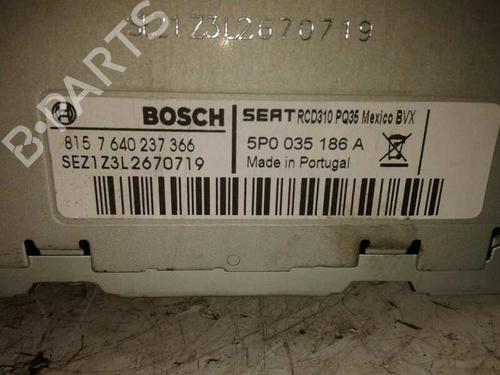 SEZ1Z3L2670719
B-PARTS
BOSCH
SEAT RCD310 PQ35 Mexico BVX
815 7 640 237 366
5P0 035 186 A
SEZ1Z3L2670719
Made in Portugal